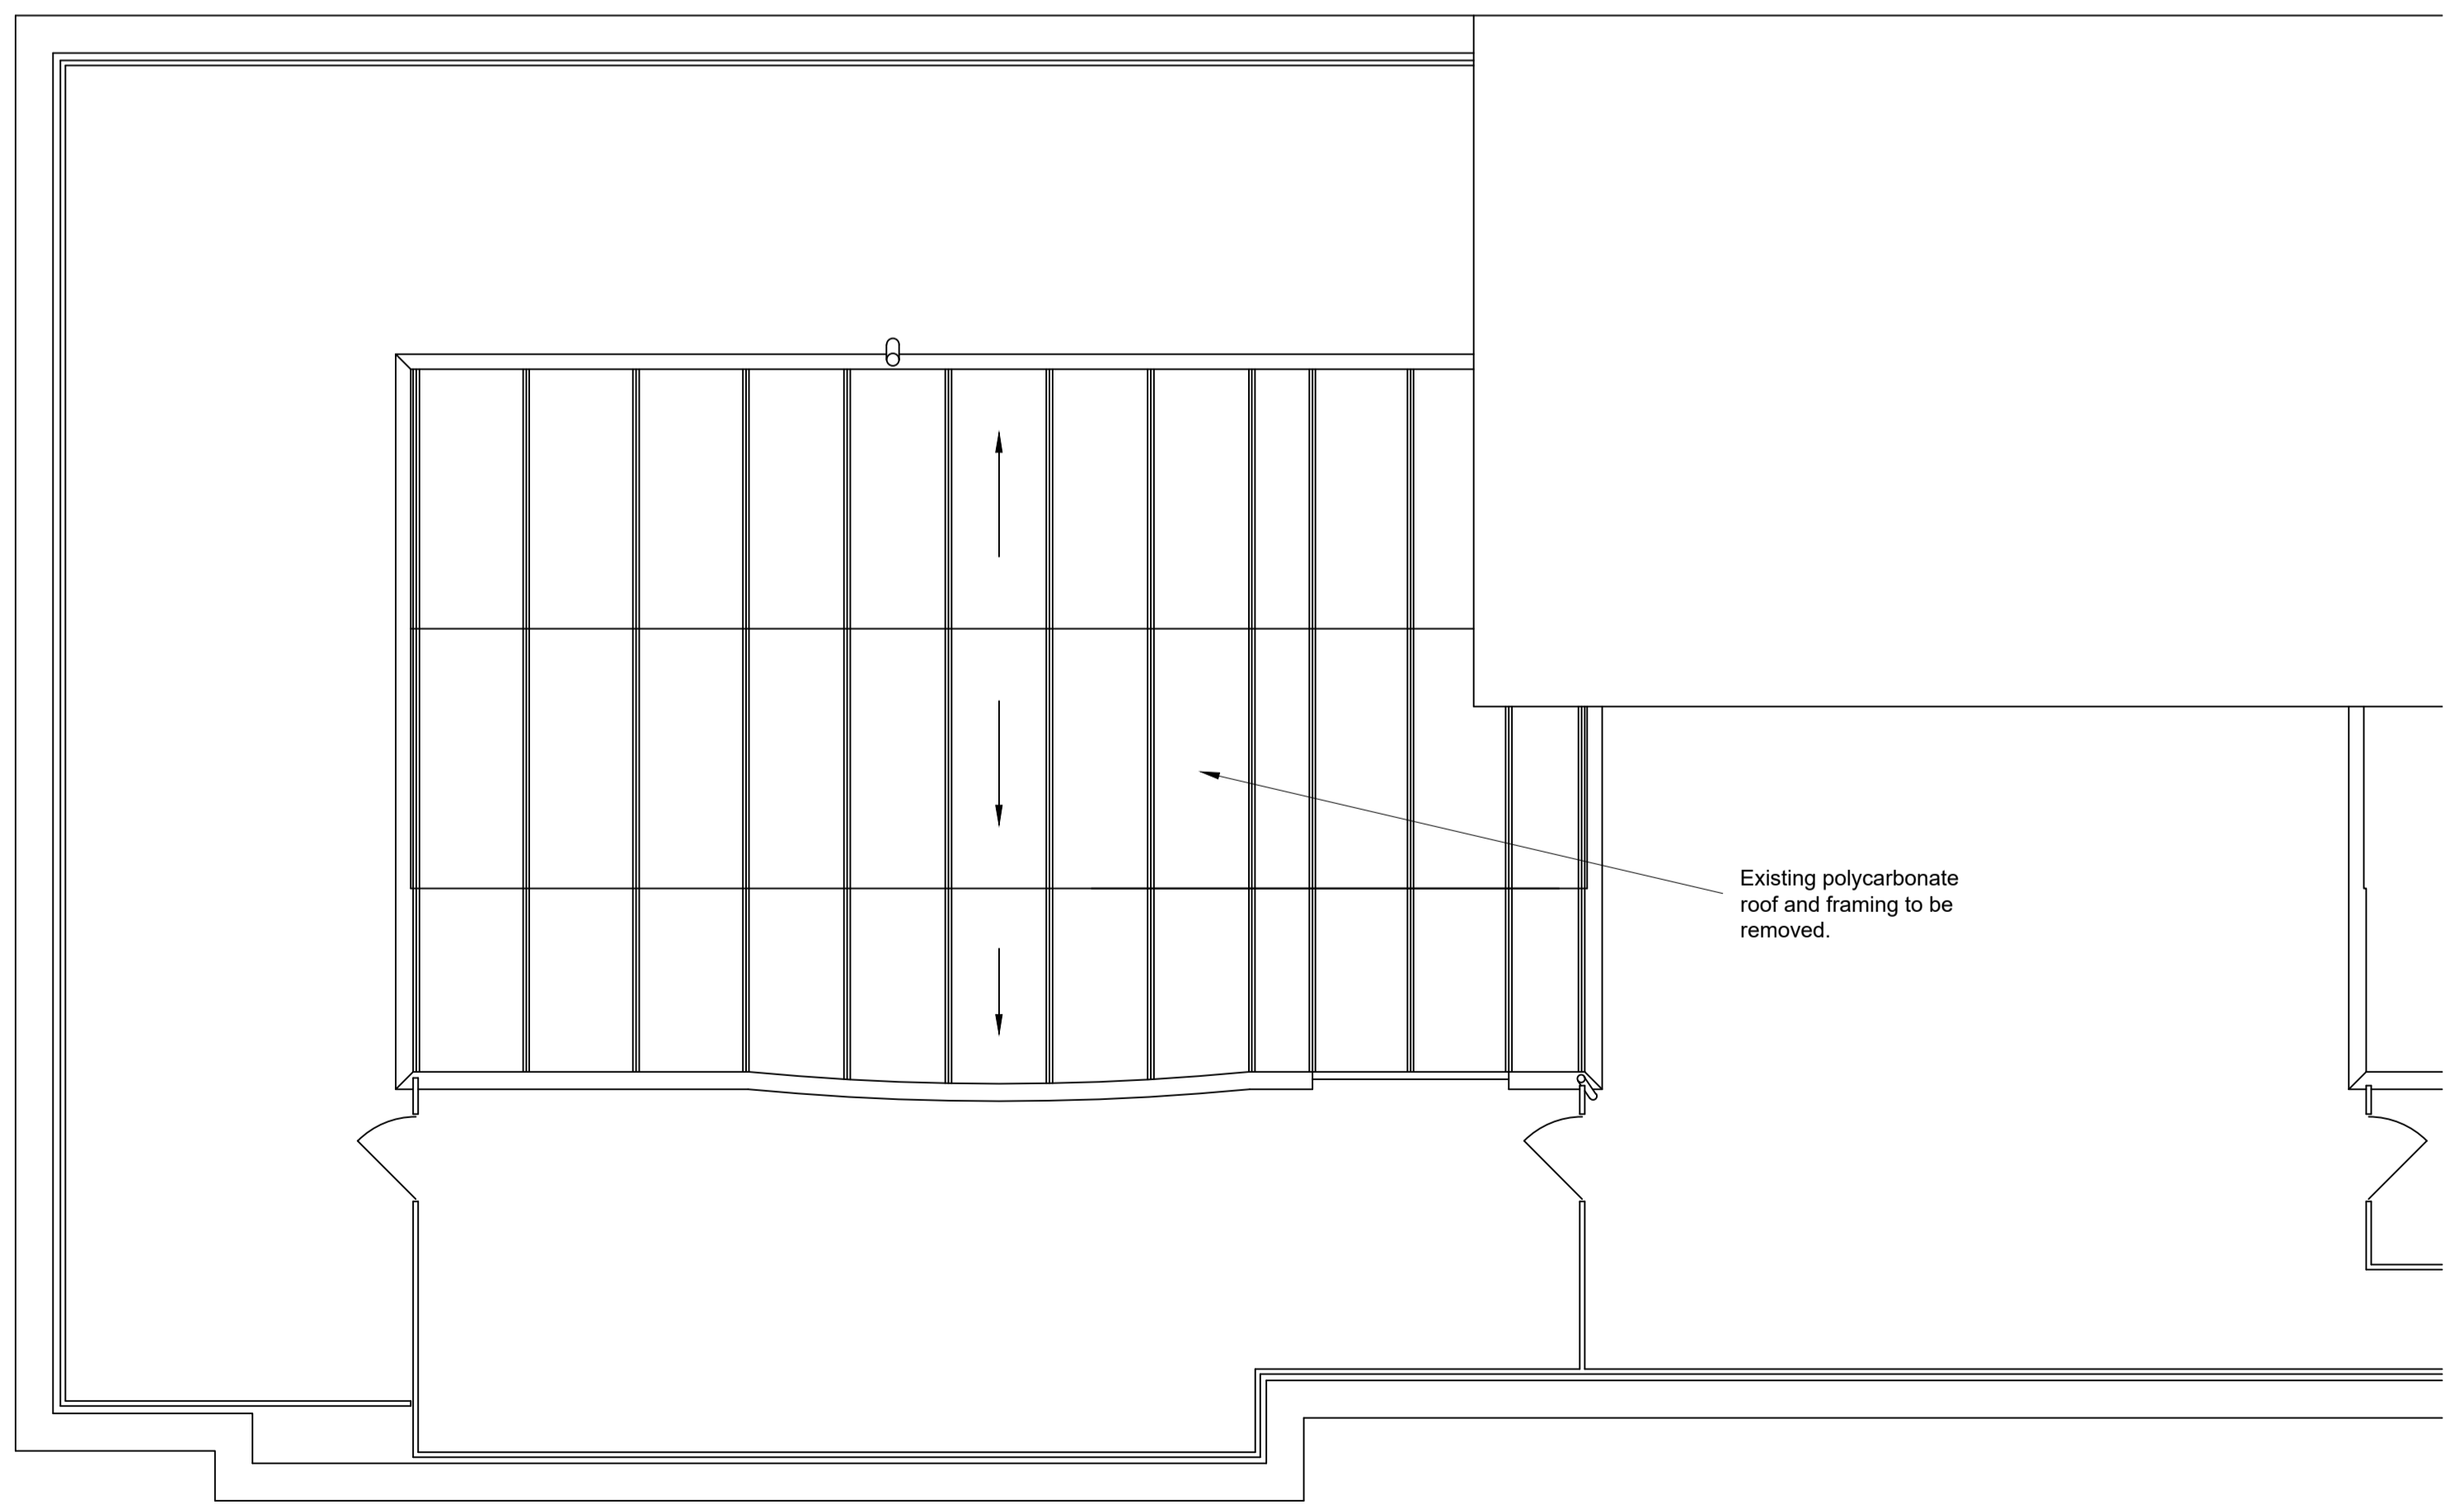 Existing polycarbonate
roof and framing to be
removed.